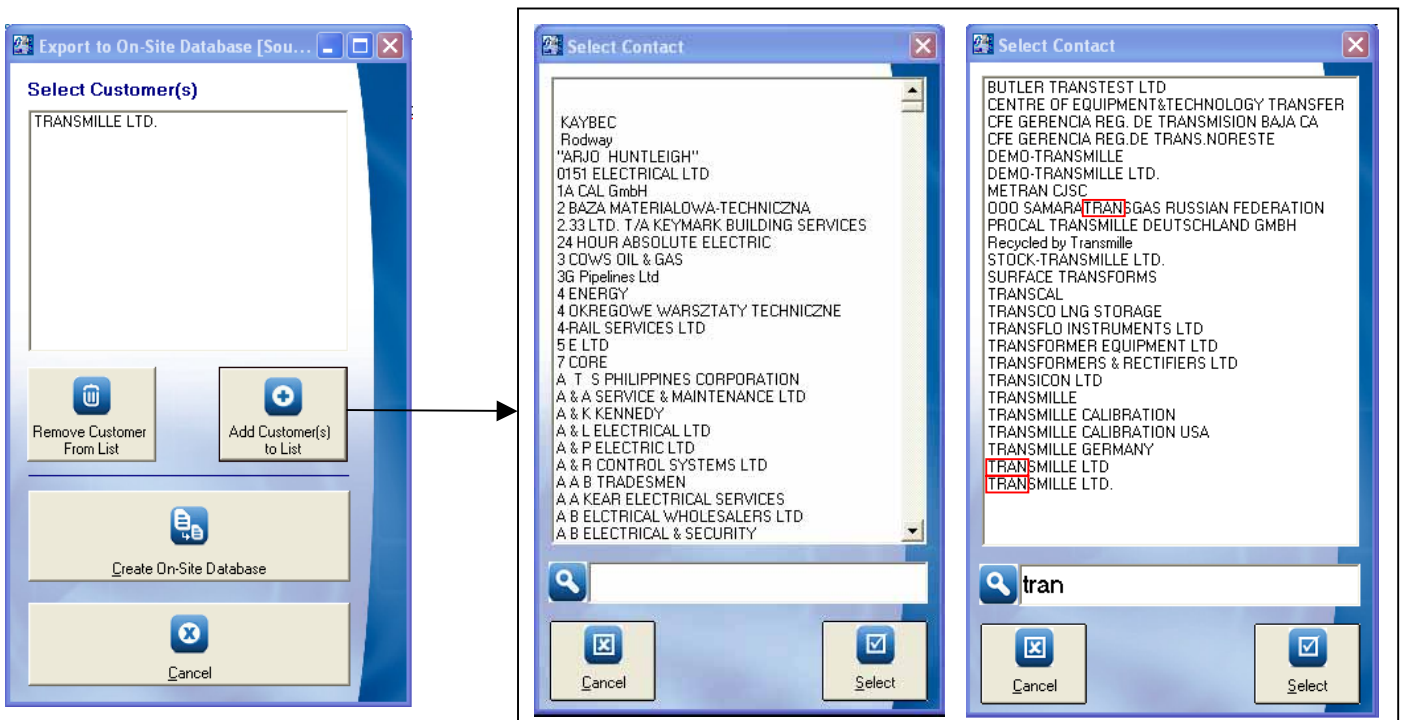 Export to On-Site Database [Sou...
Select Customer(s)
TRANSMILLE LTD.
Remove Customer
From List
Add Customer(s)
to List
Create On-Site Database
Cancel
Select Contact
KAYBEC
Rodway
"ARJO HUNTLEIGH"
0151 ELECTRICAL LTD
1A CAL GmbH
2 BAZA MATERIALOWA-TECHNICZNA
2.33 LTD. T/A KEYMARK BUILDING SERVICES
24 HOUR ABSOLUTE ELECTRIC
3 COWS OIL & GAS
3G Pipelines Ltd
4 ENERGY
4 OKREGOWE WARSZTATY TECHNICZNE
4-RAIL SERVICES LTD
5 E LTD
7 CORE
A T S PHILIPPINES CORPORATION
A & A SERVICE & MAINTENANCE LTD
A & K KENNEDY
A & L ELECTRICAL LTD
A & P ELECTRIC LTD
A & R CONTROL SYSTEMS LTD
A A B TRADESMEN
A A KEAR ELECTRICAL SERVICES
A B ELCTRICAL WHOLESALERS LTD
A B ELECTRICAL & SECURITY
Cancel
Select
Select Contact
BUTLER TRANSTEST LTD
CENTRE OF EQUIPMENT&TECHNOLOGY TRANSFER
CFE GERENCIA REG. DE TRANSMISION BAJA CA
CFE GERENCIA REG.DE TRANS.NORESTE
DEMO-TRANSMILLE
DEMO-TRANSMILLE LTD.
METRAN CJSC
OOO SAMARATRANSGAS RUSSIAN FEDERATION
PROCAL TRANSMILLE DEUTSCHLAND GMBH
Recycled by Transmille
STOCK-TRANSMILLE LTD.
SURFACE TRANSFORMS
TRANSCAL
TRANSCO LNG STORAGE
TRANSFLO INSTRUMENTS LTD
TRANSFORMER EQUIPMENT LTD
TRANSFORMERS & RECTIFIERS LTD
TRANSICON LTD
TRANSMILLE
TRANSMILLE CALIBRATION
TRANSMILLE CALIBRATION USA
TRANSMILLE GERMANY
TRANSMILLE LTD
TRANSMILLE LTD.
tran
Cancel
Select